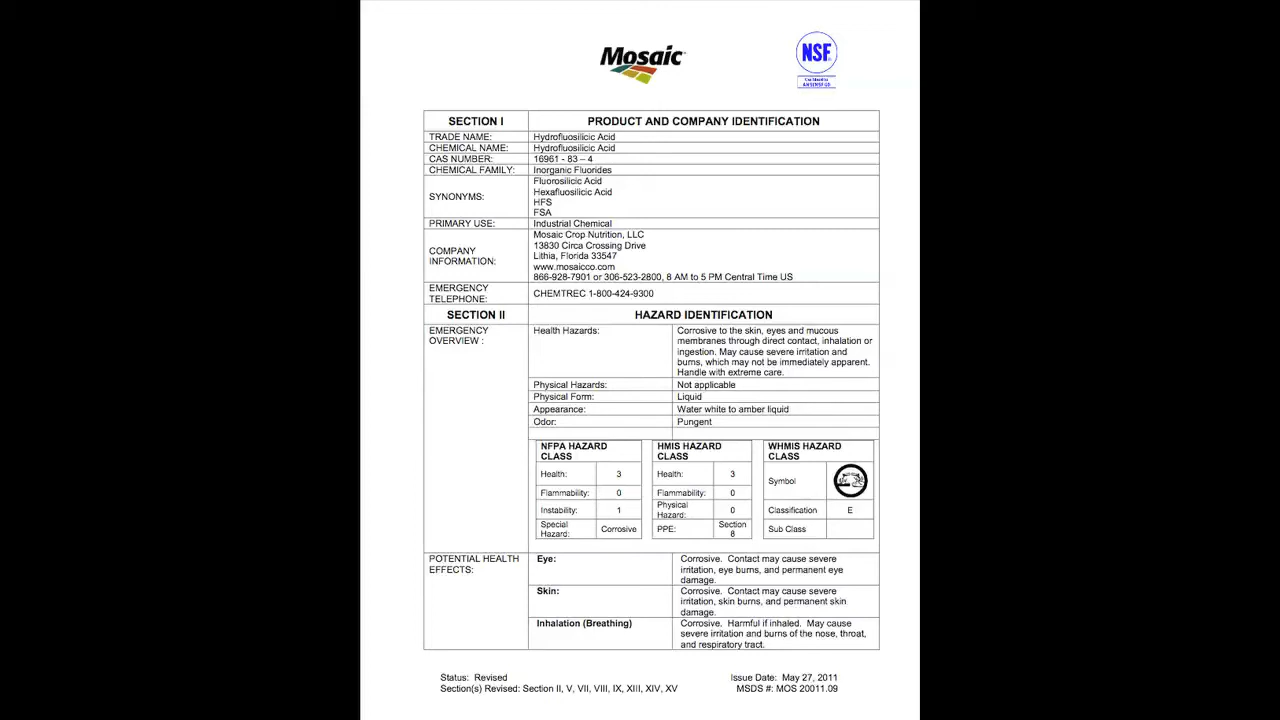 Mosaic
NSF
Certified to
ANSI/NSF 60
SECTION I PRODUCT AND COMPANY IDENTIFICATION
TRADE NAME: Hydrofluosilicic Acid
CHEMICAL NAME: Hydrofluosilicic Acid
CAS NUMBER: 16961 - 83 – 4
CHEMICAL FAMILY: Inorganic Fluorides
SYNONYMS: Fluorosilicic Acid
Hexafluosilicic Acid
HFS
FSA
PRIMARY USE: Industrial Chemical
COMPANY INFORMATION: Mosaic Crop Nutrition, LLC
13830 Circa Crossing Drive
Lithia, Florida 33547
www.mosaicco.com
866-928-7901 or 306-523-2800, 8 AM to 5 PM Central Time US
EMERGENCY TELEPHONE: CHEMTREC 1-800-424-9300
SECTION II HAZARD IDENTIFICATION
EMERGENCY OVERVIEW :
Health Hazards: Corrosive to the skin, eyes and mucous
membranes through direct contact, inhalation or
ingestion. May cause severe irritation and
burns, which may not be immediately apparent.
Handle with extreme care.
Physical Hazards: Not applicable
Physical Form: Liquid
Appearance: Water white to amber liquid
Odor: Pungent
NFPA HAZARD CLASS
Health: 3
Flammability: 0
Instability: 1
Special Hazard: Corrosive
HMIS HAZARD CLASS
Health: 3
Flammability: 0
Physical Hazard: 0
PPE: Section 8
WHMIS HAZARD CLASS
Symbol
Classification E
Sub Class
POTENTIAL HEALTH EFFECTS:
Eye: Corrosive. Contact may cause severe
irritation, eye burns, and permanent eye
damage.
Skin: Corrosive. Contact may cause severe
irritation, skin burns, and permanent skin
damage.
Inhalation (Breathing) Corrosive. Harmful if inhaled. May cause
severe irritation and burns of the nose, throat,
and respiratory tract.
Status: Revised Issue Date: May 27, 2011
Section(s) Revised: Section II, V, VII, VIII, IX, XIII, XIV, XV MSDS #: MOS 20011.09